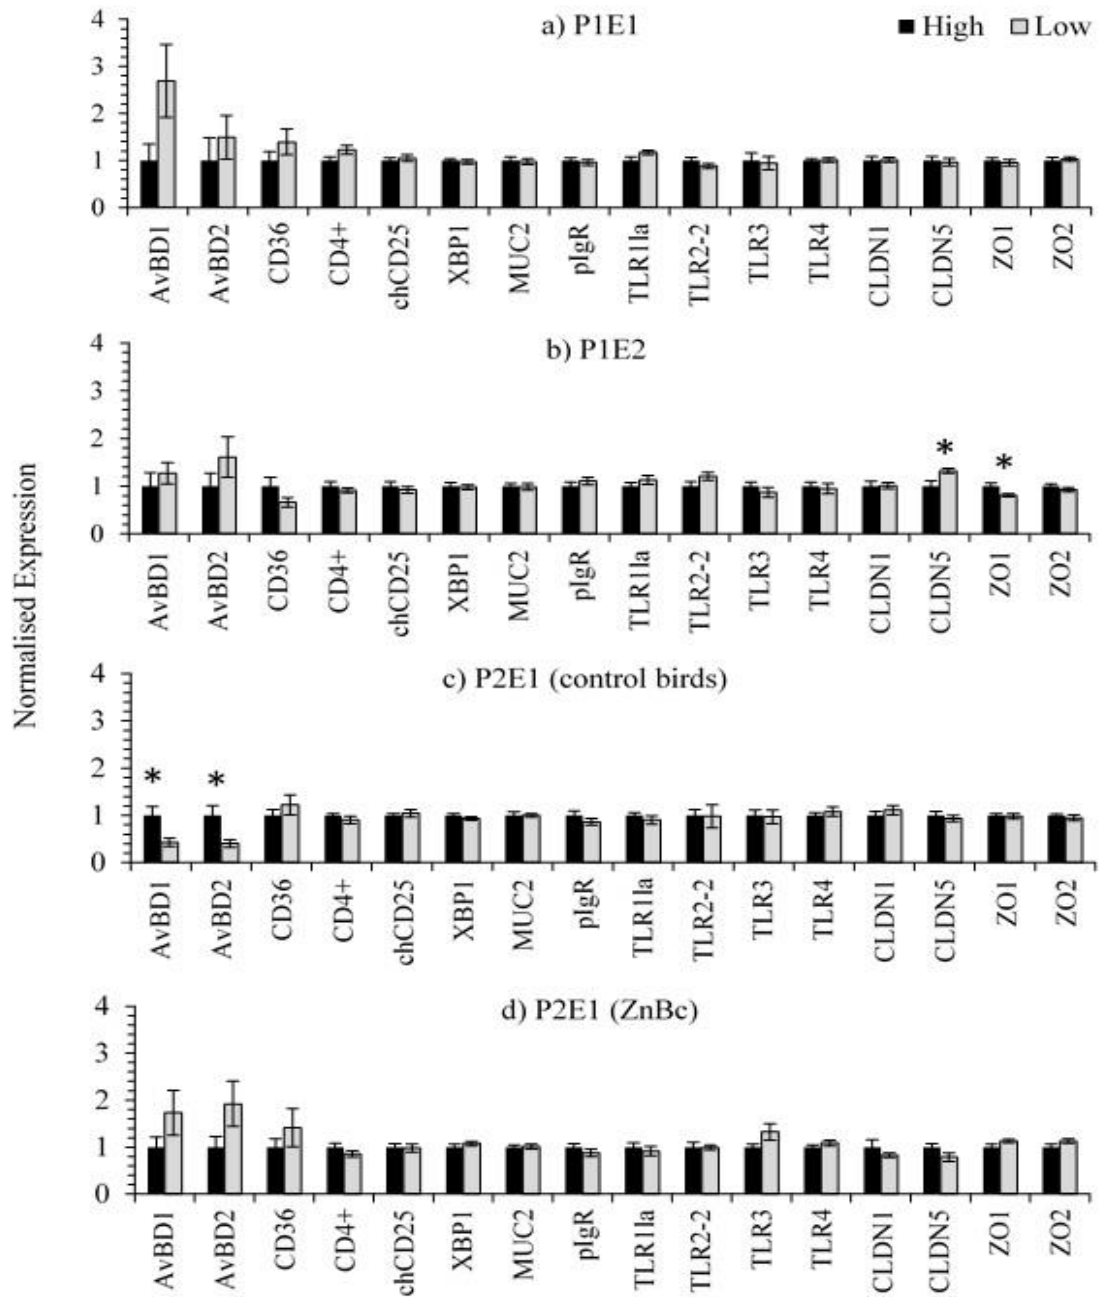 a) P1E1
High Low
4
3
2
1
0
AvBD1 AvBD2 CD36 CD4+ chCD25 XBP1 MUC2 pIgR TLR1la TLR2-2 TLR3 TLR4 CLDN1 CLDN5 ZO1 ZO2
Normalised Expression
b) P1E2
4
3
2
1
0
* *
AvBD1 AvBD2 CD36 CD4+ chCD25 XBP1 MUC2 pIgR TLR1la TLR2-2 TLR3 TLR4 CLDN1 CLDN5 ZO1 ZO2
c) P2E1 (control birds)
4
3
2
1
0
* *
AvBD1 AvBD2 CD36 CD4+ chCD25 XBP1 MUC2 pIgR TLR1la TLR2-2 TLR3 TLR4 CLDN1 CLDN5 ZO1 ZO2
d) P2E1 (ZnBc)
4
3
2
1
0
AvBD1 AvBD2 CD36 CD4+ chCD25 XBP1 MUC2 pIgR TLR1la TLR2-2 TLR3 TLR4 CLDN1 CLDN5 ZO1 ZO2